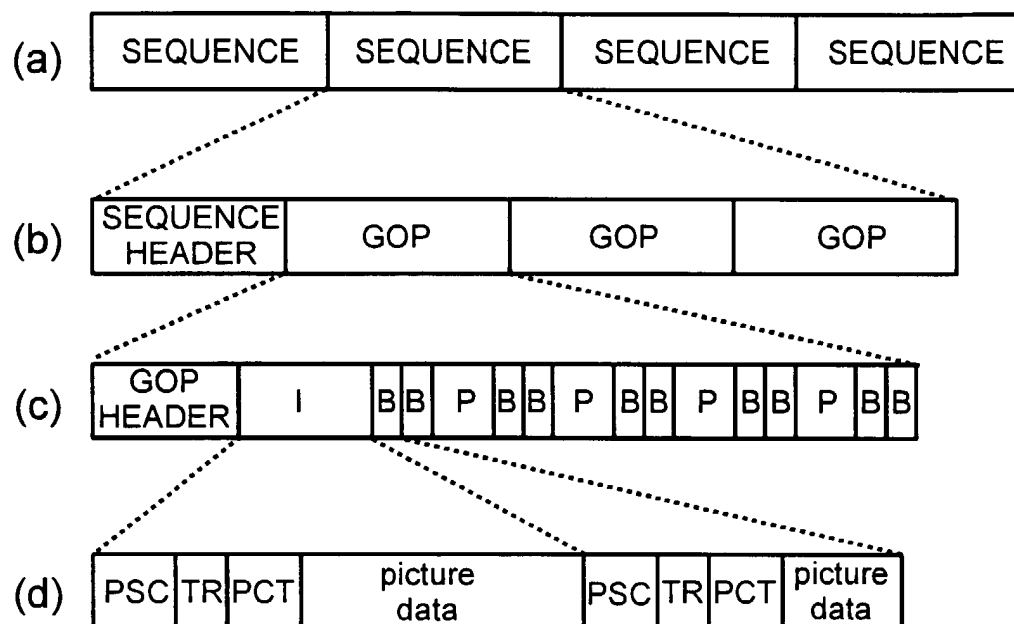 (a) SEQUENCE SEQUENCE SEQUENCE SEQUENCE
(b) SEQUENCE HEADER GOP GOP GOP
(c) GOP HEADER I B B P B B P B B P B B P B B
(d) PSC TR PCT picture data PSC TR PCT picture data